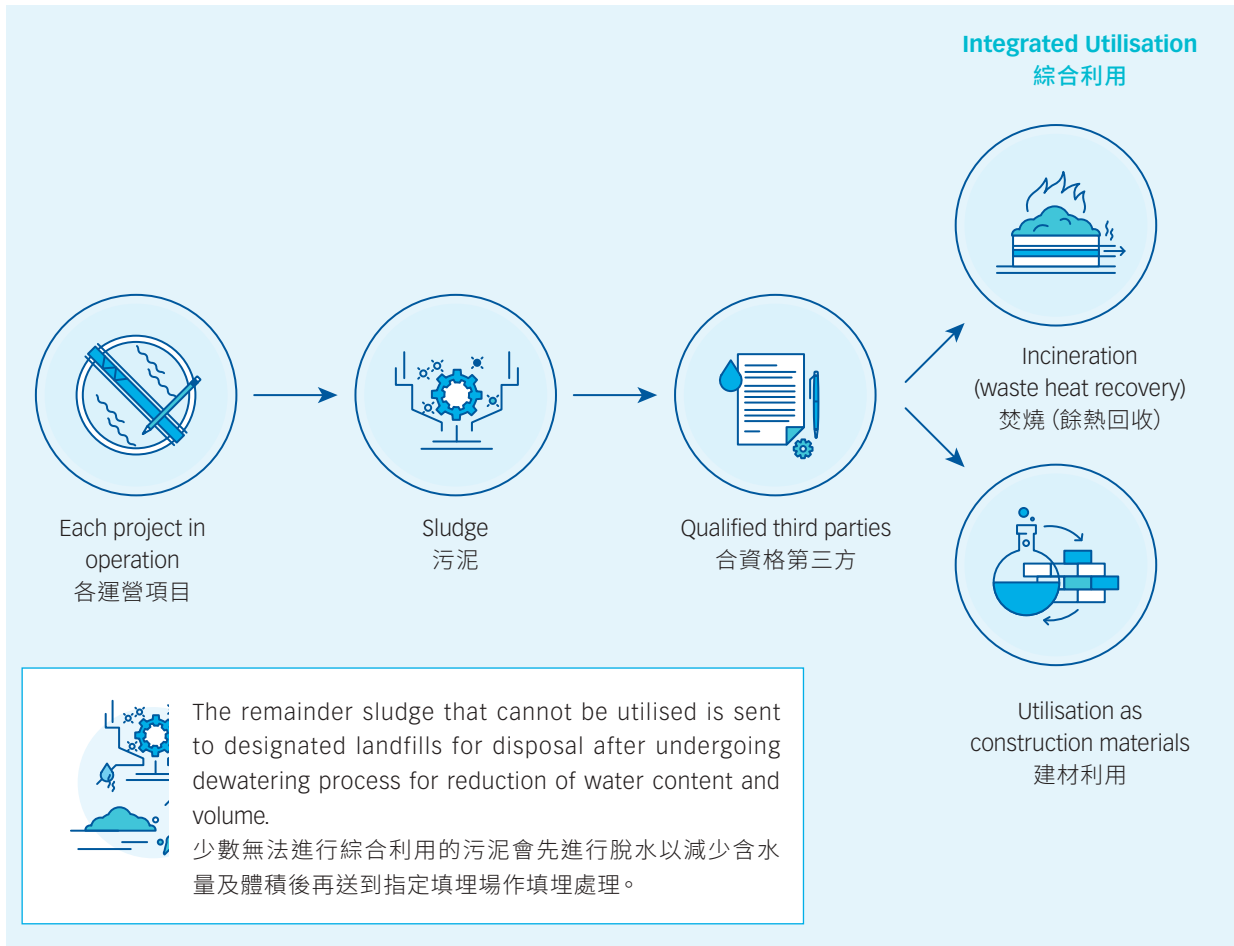 Integrated Utilisation
綜合利用
Incineration
(waste heat recovery)
焚燒（餘熱回收）
Each project in
operation
各運營項目
Sludge
污泥
Qualified third parties
合資格第三方
Utilisation as
construction materials
建材利用
The remainder sludge that cannot be utilised is sent
to designated landfills for disposal after undergoing
dewatering process for reduction of water content and
volume.
少數無法進行綜合利用的污泥會先進行脫水以減少含水
量及體積後再送到指定填埋場作填埋處理。